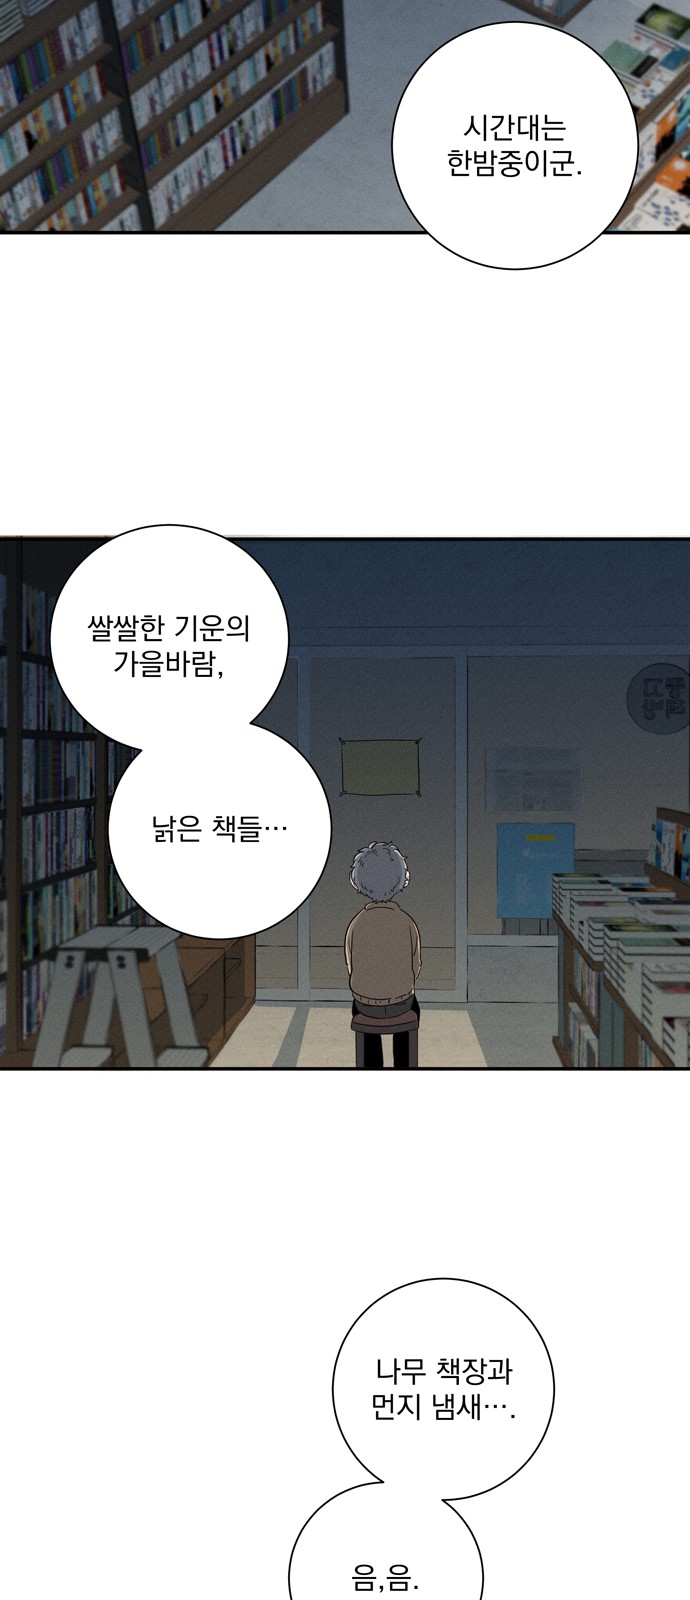 시간대는
한밤중이군.
쌀쌀한 기운의
가을바람,
낡은 책들…
나무 책장과
먼지 냄새….
음,음.